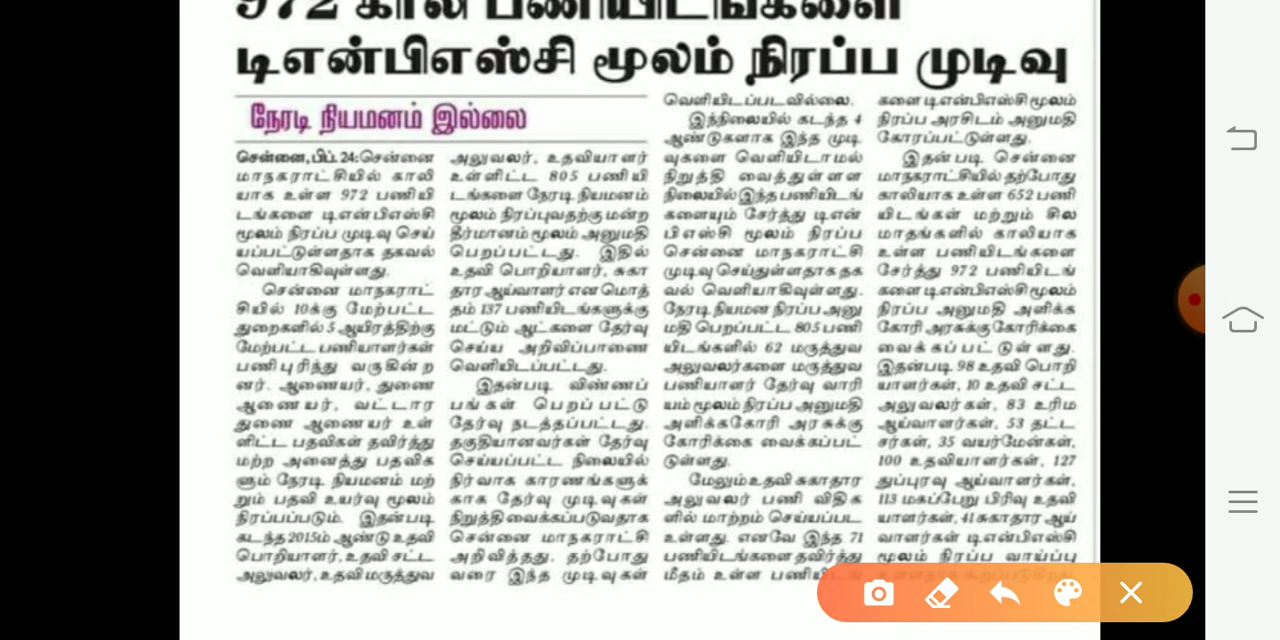 972 காலி பணியிடங்களை
டிஎன்பிஎஸ்சி மூலம் நிரப்ப முடிவு
நேரடி நியமனம் இல்லை
சென்னை, பிப். 24: சென்னை
மாநகராட்சியில் காலி
யாக உள்ள 972 பணியி
டங்களை டிஎன்பிஎஸ்சி
மூலம் நிரப்ப முடிவு செய்
யப்பட்டுள்ளதாக தகவல்
வெளியாகிவுள்ளது.
சென்னை மாநகராட்
சியில் 10க்கு மேற்பட்ட
துறைகளில் 5 ஆயிரத்திற்கு
மேற்பட்ட பணியாளர்கள்
பணி புரிந்து வருகின்ற
னர். ஆணையர், துணை
ஆணையர், வட்டார
துணை ஆணையர் உள்
ளிட்ட பதவிகள் தவிர்த்து
மற்ற அனைத்து பதவிக
ளும் நேரடி நியமனம் மற்
றும் பதவி உயர்வு மூலம்
நிரப்பப்படும். இதன்படி
கடந்த 2015ம் ஆண்டு உதவி
பொறியாளர், உதவி சட்ட
அலுவலர், உதவி மருத்துவ
அலுவலர், உதவியாளர்
உள்ளிட்ட 805 பணியி
டங்களை நேரடி நியமனம்
மூலம் நிரப்புவதற்கு மன்ற
தீர்மானம் மூலம் அனுமதி
பெறப்பட்டது. இதில்
உதவி பொறியாளர், சுகா
தார ஆய்வாளர் என மொத்
தம் 137 பணியிடங்களுக்கு
மட்டும் ஆட்களை தேர்வு
செய்ய அறிவிப்பாணை
வெளியிடப்பட்டது.
இதன்படி விண்ணப்
பங்கள் பெறப்பட்டு
தேர்வு நடத்தப்பட்டது.
தகுதியானவர்கள் தேர்வு
செய்யப்பட்ட நிலையில்
நிர்வாக காரணங்களுக்
காக தேர்வு முடிவுகள்
நிறுத்தி வைக்கப்படுவதாக
சென்னை மாநகராட்சி
அறிவித்தது. தற்போது
வரை இந்த முடிவுகள்
வெளியிடப்படவில்லை.
இந்நிலையில் கடந்த 4
ஆண்டுகளாக இந்த முடி
வுகளை வெளியிடாமல்
நிறுத்தி வைத்துள்ளன
நிலையில் இந்த பணியிடங்
களையும் சேர்த்து டிஎன்
பிஎஸ்சி மூலம் நிரப்ப
சென்னை மாநகராட்சி
முடிவு செய்துள்ளதாக தக
வல் வெளியாகிவுள்ளது.
நேரடி நியமன நிரப்ப அனு
மதி பெறப்பட்ட 805 பணி
யிடங்களில் 62 மருத்துவ
அலுவலர்களை மருத்துவ
பணியாளர் தேர்வு வாரி
யம் மூலம் நிரப்ப அனுமதி
அளிக்ககோரி அரசுக்கு
கோரிக்கை வைக்கப்பட்
டுள்ளது.
மேலும் உதவி சுகாதார
அலுவலர் பணி விதிக
ளில் மாற்றம் செய்யப்பட
உள்ளது. எனவே இந்த 71
பணியிடங்களை தவிர்த்து
மீதம் உள்ள பணியிடங்
களை டிஎன்பிஎஸ்சி மூலம்
நிரப்ப அரசிடம் அனுமதி
கோரப்பட்டுள்ளது.
இதன்படி சென்னை
மாநகராட்சியில் தற்போது
காலியாக உள்ள 652 பணி
யிடங்கள் மற்றும் சில
மாதங்களில் காலியாக
உள்ள பணியிடங்களை
சேர்த்து 972 பணியிடங்
களை டிஎன்பிஎஸ்சி மூலம்
நிரப்ப அனுமதி அளிக்க
கோரி அரசுக்கு கோரிக்கை
வைக்கப்பட்டுள்ளது.
இதன்படி 98 உதவி பொறி
யாளர்கள், 10 உதவி சட்ட
அலுவலர்கள், 83 உரிம
ஆய்வாளர்கள், 53 தட்ட
சர்கள், 35 வயர்மேன்கள்,
100 உதவியாளர்கள், 127
துப்புரவு ஆய்வாளர்கள்,
113 மகப்பேறு பிரிவு உதவி
யாளர்கள், 41 சுகாதார ஆய்
வாளர்கள் டிஎன்பிஎஸ்சி
மூலம் நிரப்ப வாய்ப்பு